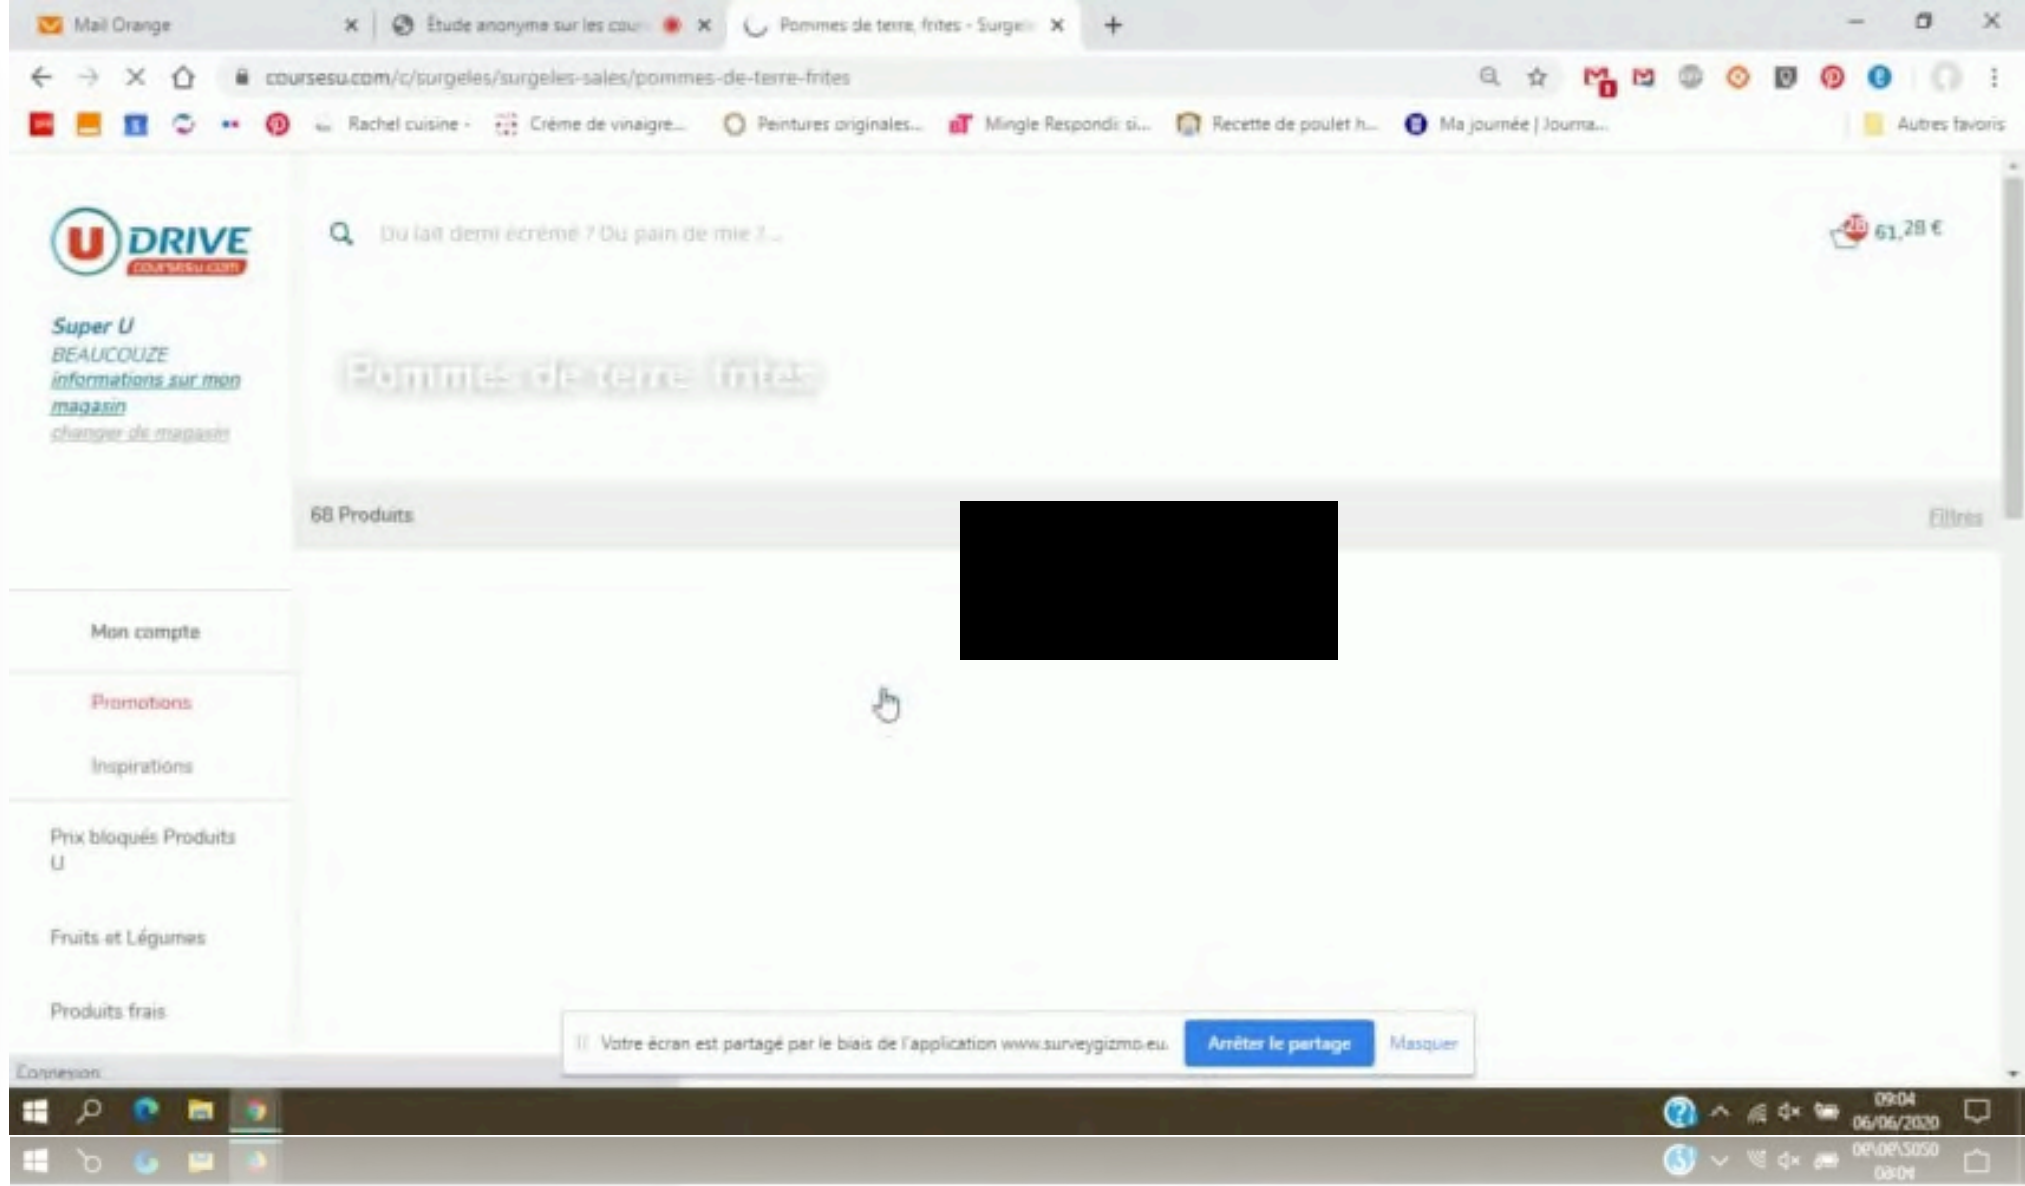 Mail Orange
Étude anonyme sur les cour
Pommes de terre, frites - Surgel
coursesu.com/c/surgeles/surgeles-sales/pommes-de-terre-frites
Rachel cuisine -
Crème de vinaigre...
Peintures originales...
Mingle Respondi: si...
Recette de poulet h...
Ma journée | Journa...
Autres favoris
U DRIVE
coursesu.com
Du lait demi écrémé ? Du pain de mie ?...
28
61,28 €
Super U
BEAUCOUZE
informations sur mon
magasin
changer de magasin
Pommes de terre, frites
68 Produits
Filtres
Mon compte
Promotions
Inspirations
Prix bloqués Produits
U
Fruits et Légumes
Produits frais
Votre écran est partagé par le biais de l'application www.surveygizmo.eu.
Arrêter le partage
Masquer
Connexion
09:04
06/06/2020